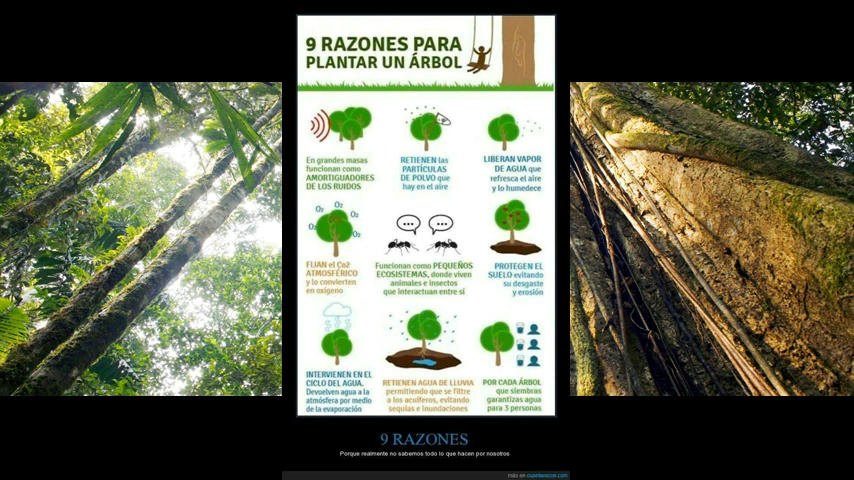 9 RAZONES PARA
PLANTAR UN ÁRBOL
En grandes masas
funcionan como
AMORTIGUADORES
DE LOS RUIDOS
RETIENEN las
PARTÍCULAS
DE POLVO que
hay en el aire
LIBERAN VAPOR
DE AGUA que
refresca el aire
y lo humedece
O₂ O₂ O₂ O₂ O₂
FIJAN el Co2
ATMOSFÉRICO
y lo convierten
en oxígeno
Funcionan como PEQUEÑOS
ECOSISTEMAS, donde viven
animales e insectos
que interactuan entre sí
PROTEGEN EL
SUELO evitando
su desgaste
y erosión
INTERVIENEN EN EL
CICLO DEL AGUA.
Devuelven agua a la
atmósfera por medio
de la evaporación
RETIENEN AGUA DE LLUVIA
permitiendo que se filtre
a los acuíferos, evitando
sequías e inundaciones
POR CADA ÁRBOL
que siembras
garantizas agua
para 3 personas
9 RAZONES
Porque realmente no sabemos todo lo que hacen por nosotros
más en cuantarazon.com